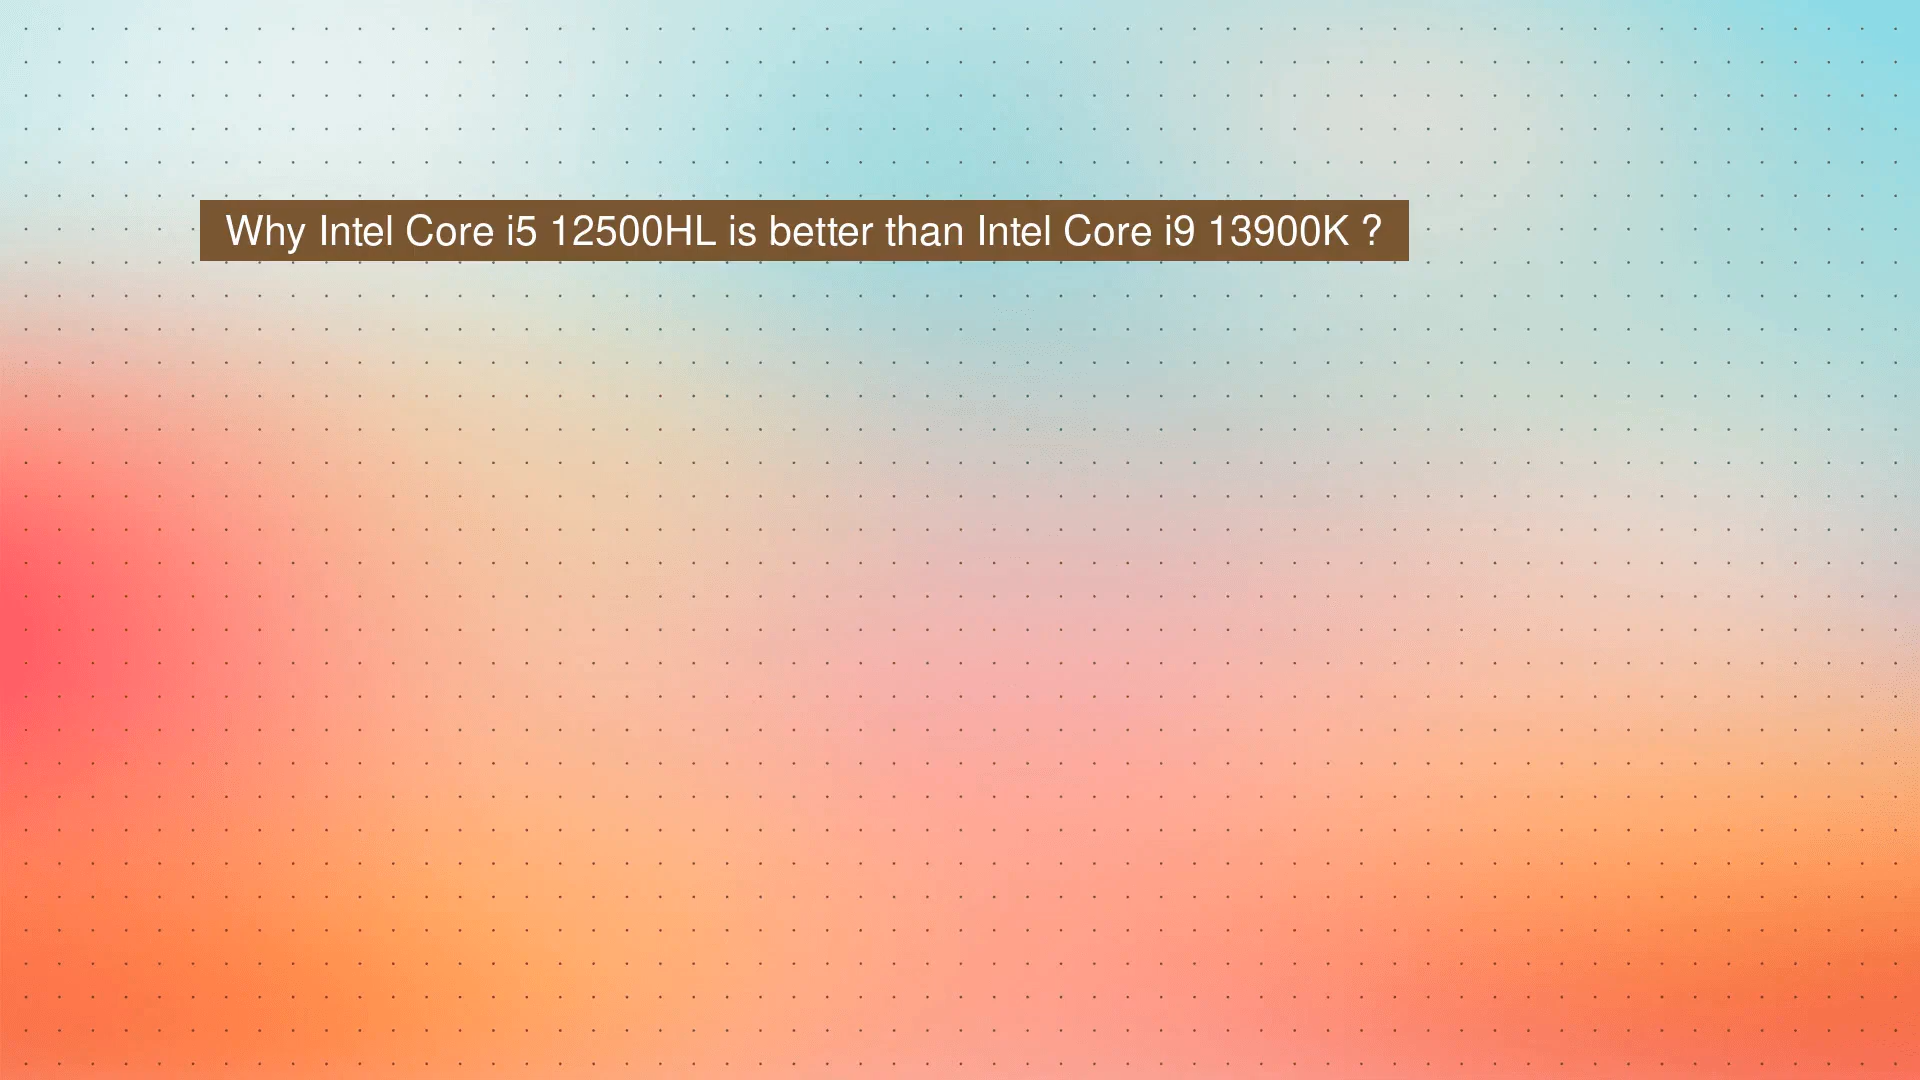 Why Intel Core i5 12500HL is better than Intel Core i9 13900K ?